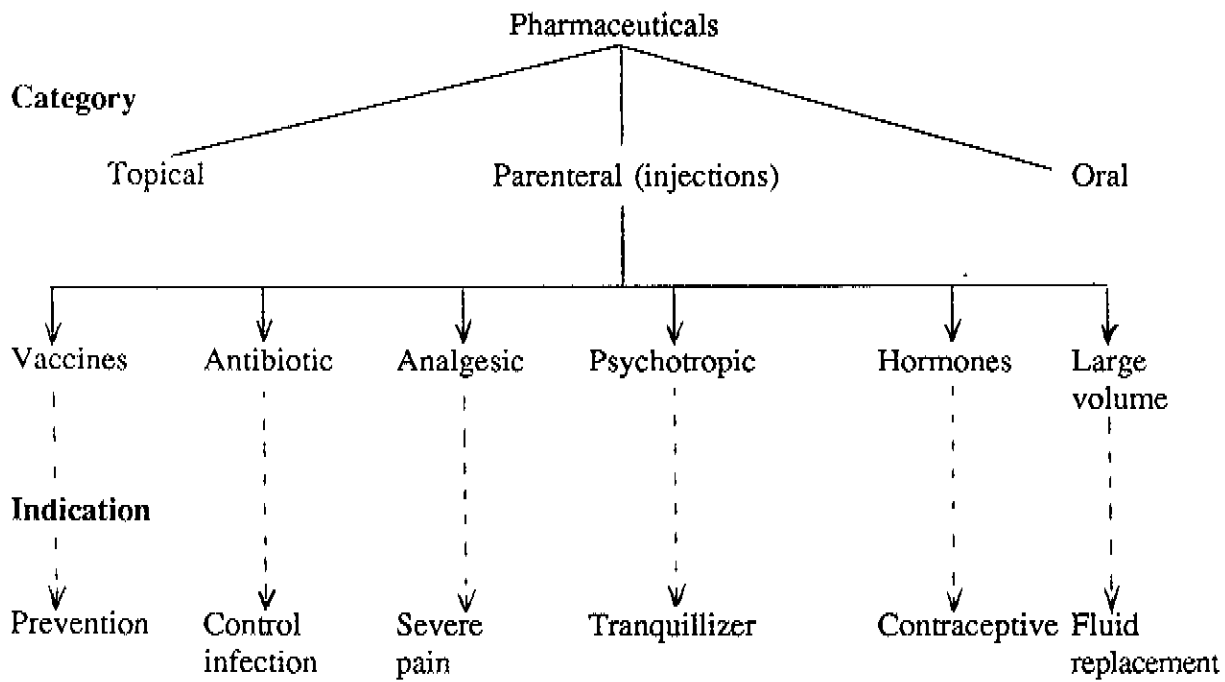 Pharmaceuticals
Category
Topical Parenteral (injections) Oral
Vaccines Antibiotic Analgesic Psychotropic Hormones Large
volume
Indication
Prevention Control Severe Tranquillizer Contraceptive Fluid
infection pain replacement